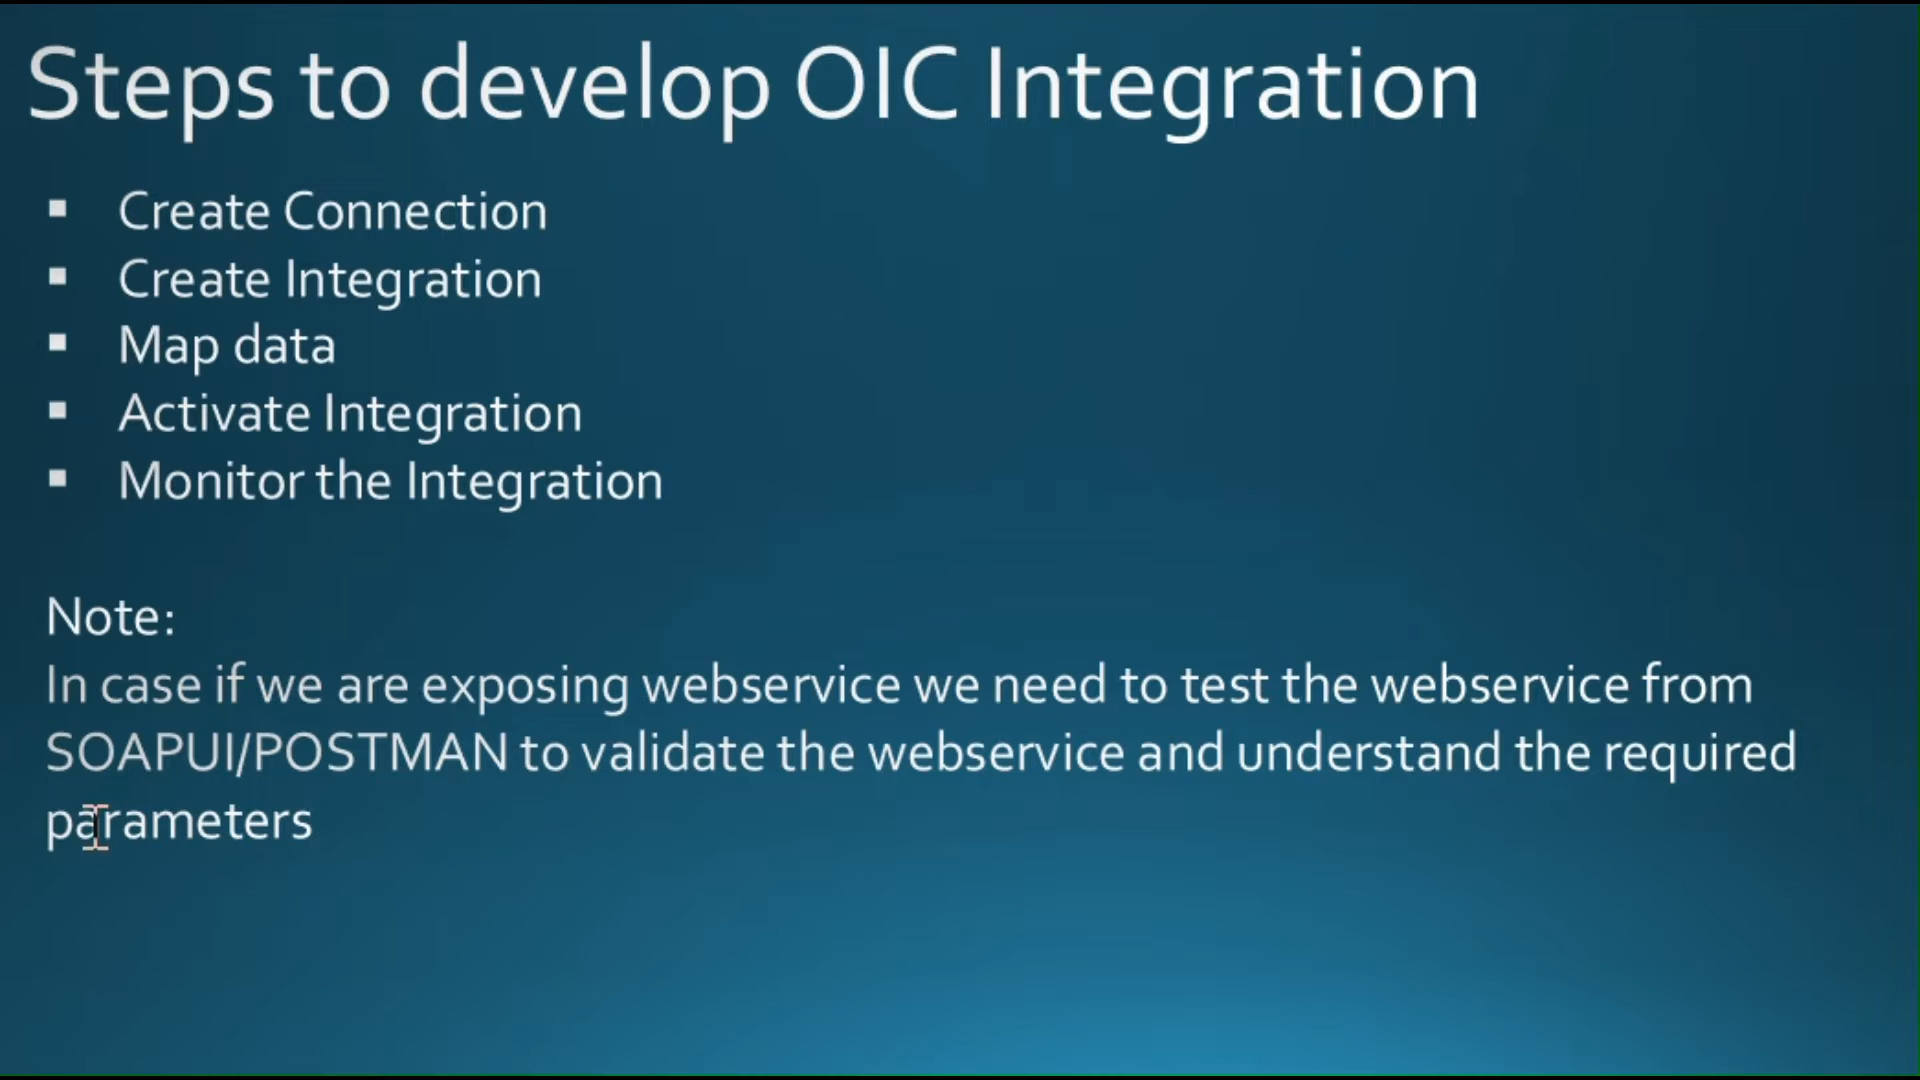 Steps to develop OIC Integration
▪ Create Connection
▪ Create Integration
▪ Map data
▪ Activate Integration
▪ Monitor the Integration
Note:
In case if we are exposing webservice we need to test the webservice from
SOAPUI/POSTMAN to validate the webservice and understand the required
parameters